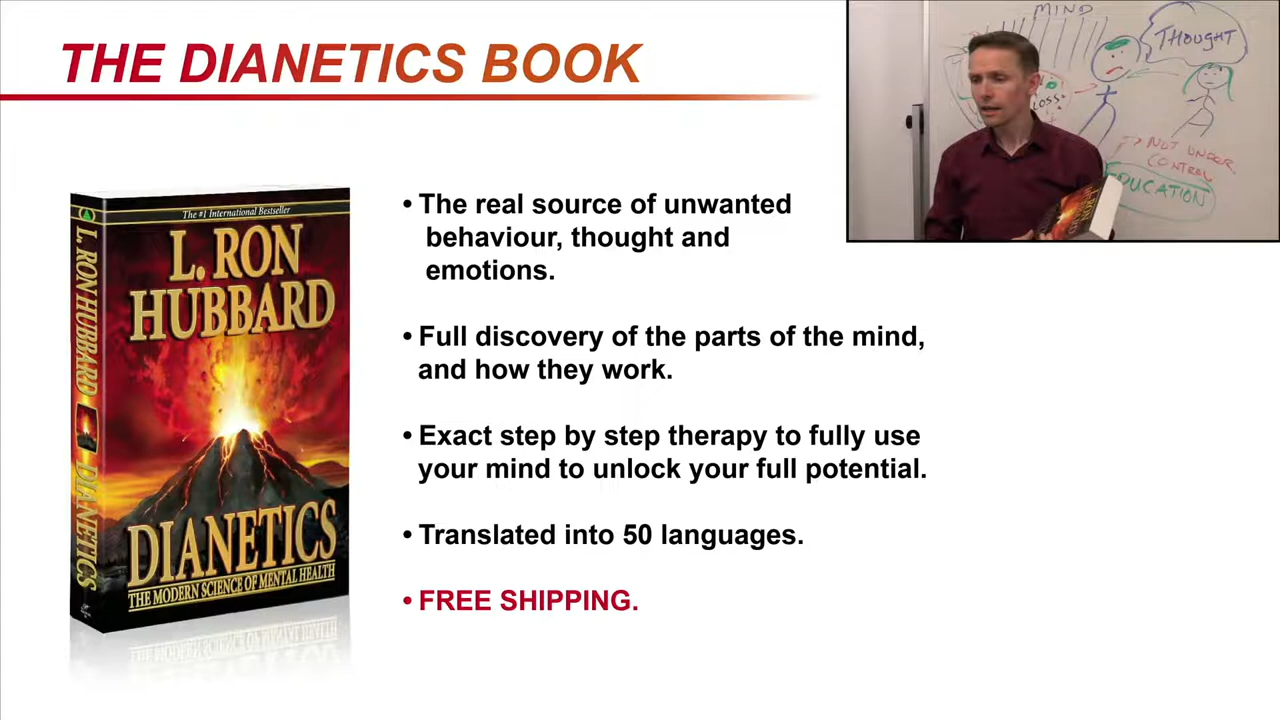 THE DIANETICS BOOK
MIND
THOUGHT
LOSS.
NOT UNDER
CONTROL
EDUCATION
The #1 International Bestseller
L. RON
HUBBARD
DIANETICS
THE MODERN SCIENCE OF MENTAL HEALTH
L. RON HUBBARD
DIANETICS
• The real source of unwanted
behaviour, thought and
emotions.
• Full discovery of the parts of the mind,
and how they work.
• Exact step by step therapy to fully use
your mind to unlock your full potential.
• Translated into 50 languages.
• FREE SHIPPING.